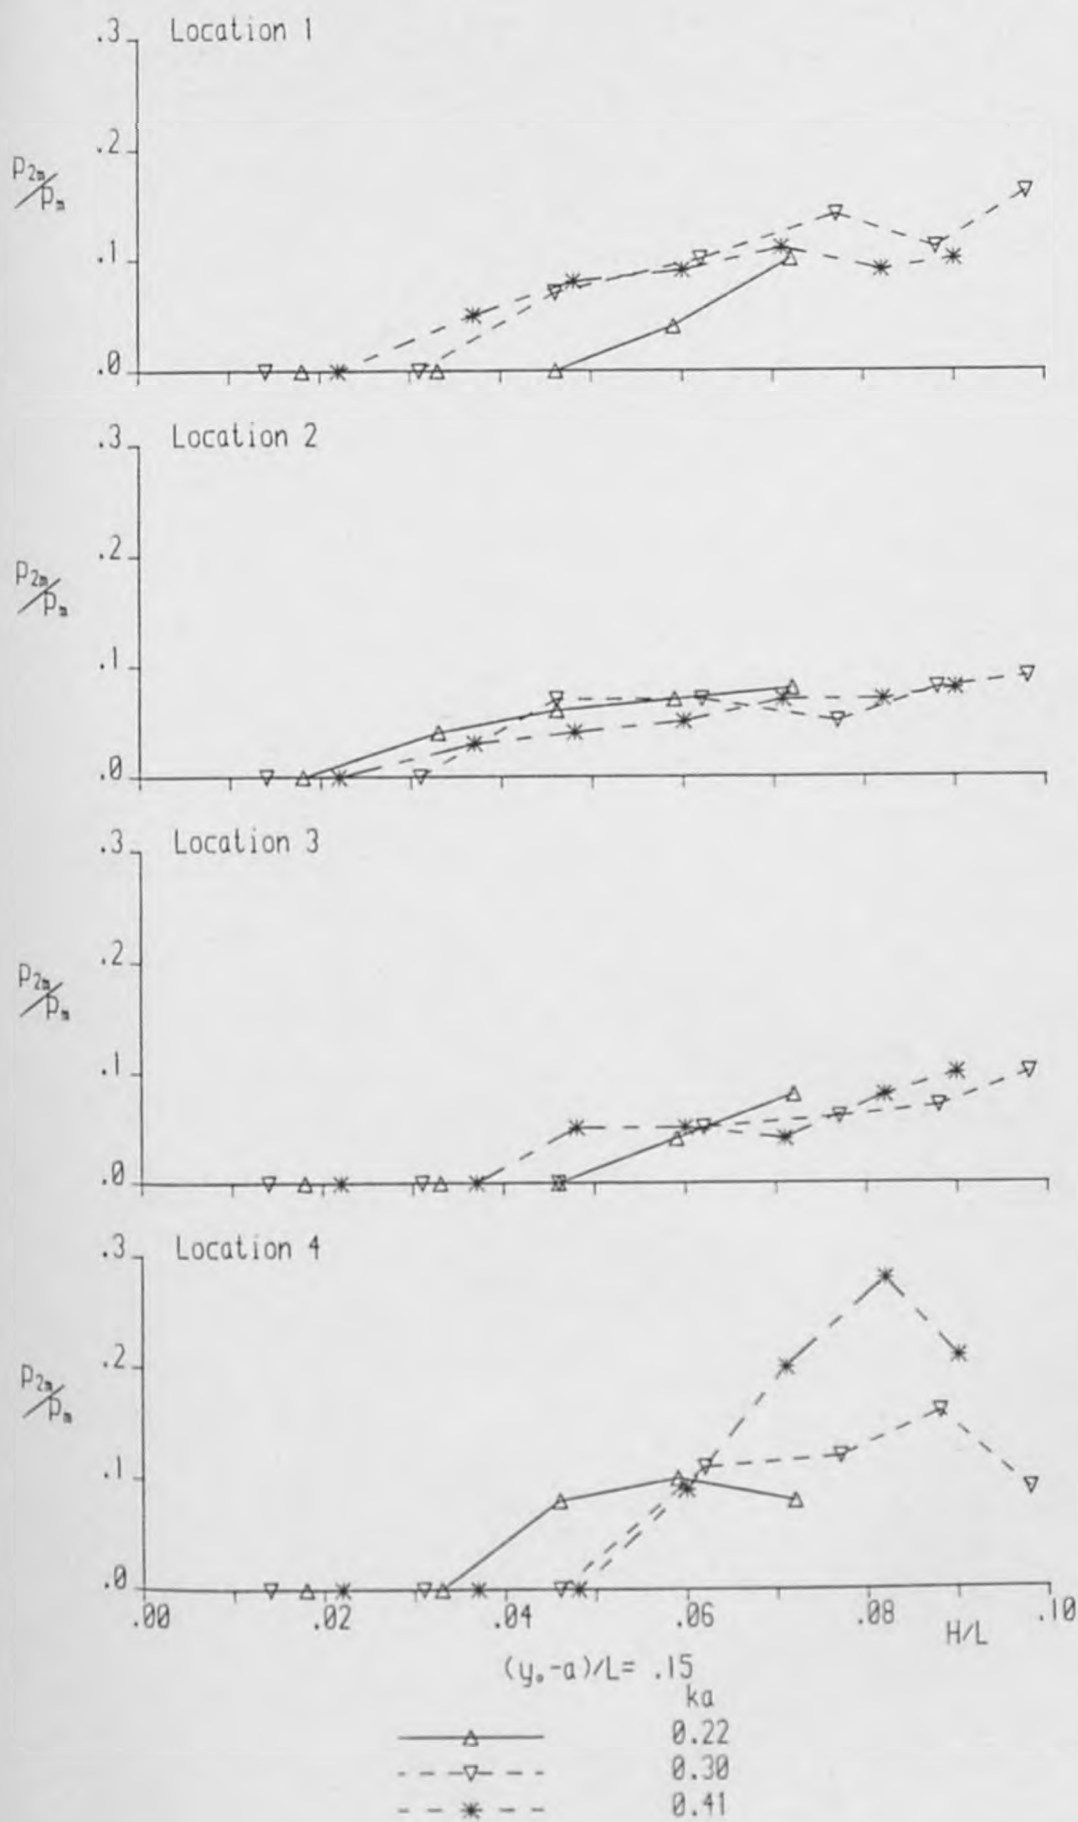 .3 Location 1
.2
P2m/Pm
.1
.0
.3 Location 2
.2
P2m/Pm
.1
.0
.3 Location 3
.2
P2m/Pm
.1
.0
.3 Location 4
.2
P2m/Pm
.1
.0
.00 .02 .04 .06 .08 .10
H/L
(y₀-a)/L= .15
ka
0.22
0.30
0.41